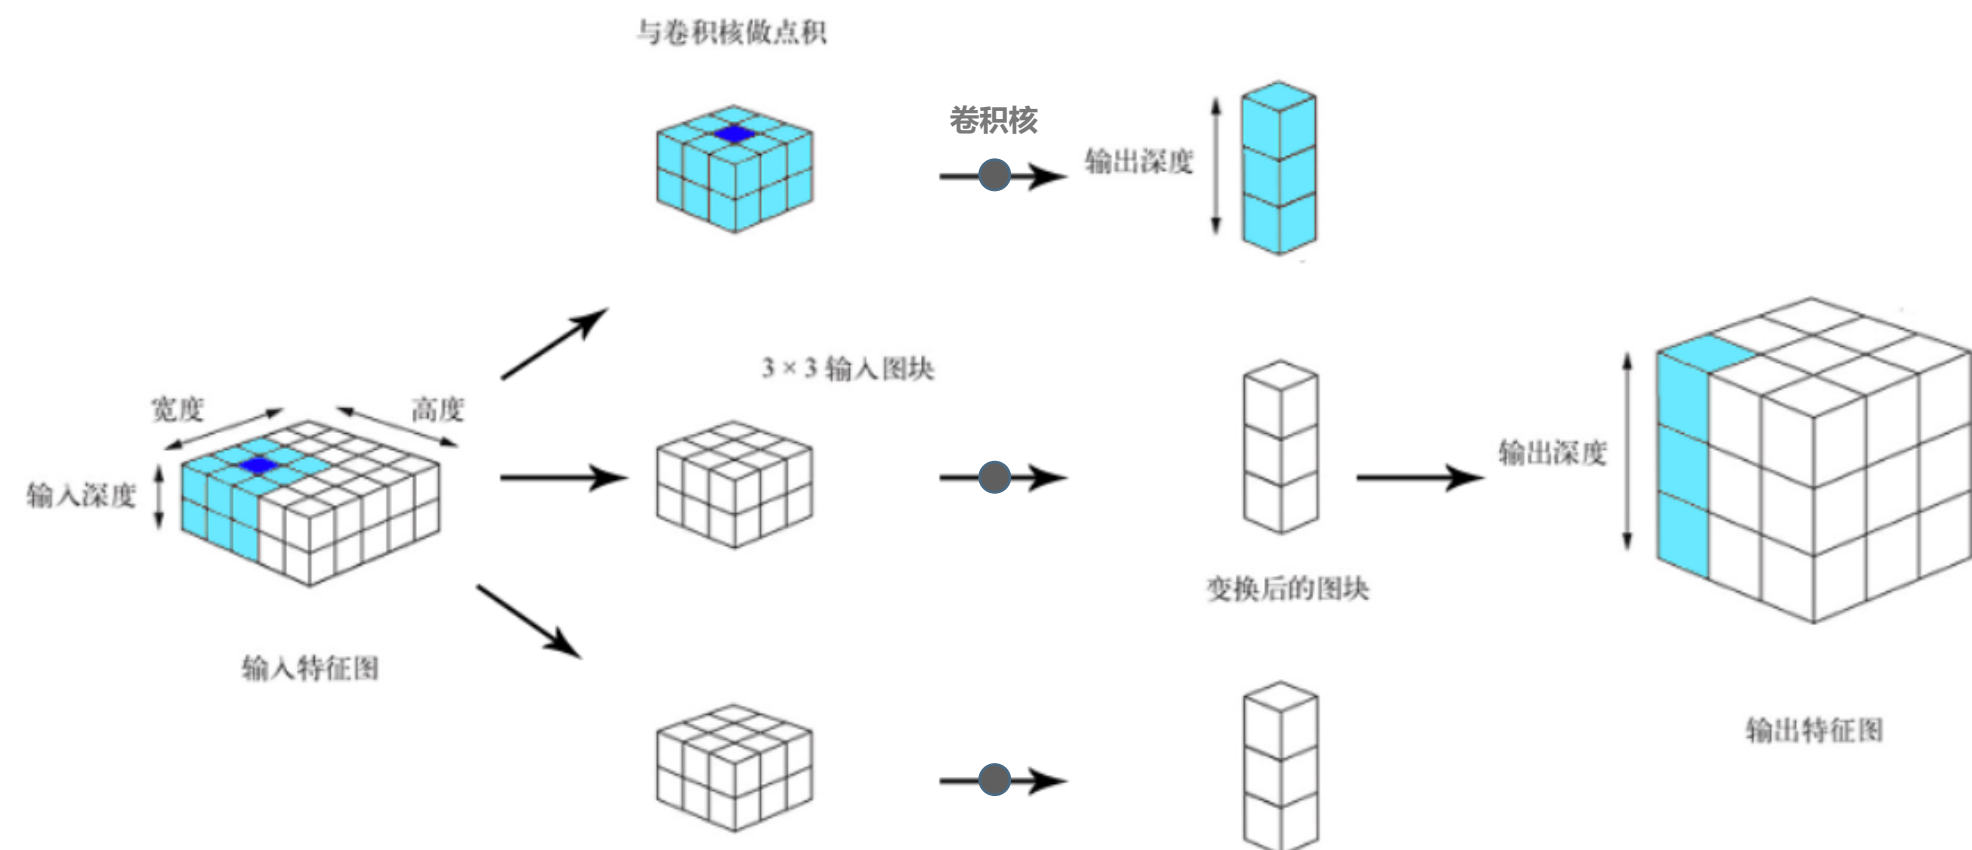 与卷积核做点积
卷积核
输出深度
3 × 3 输入图块
宽度
高度
输入深度
输出深度
变换后的图块
输入特征图
输出特征图